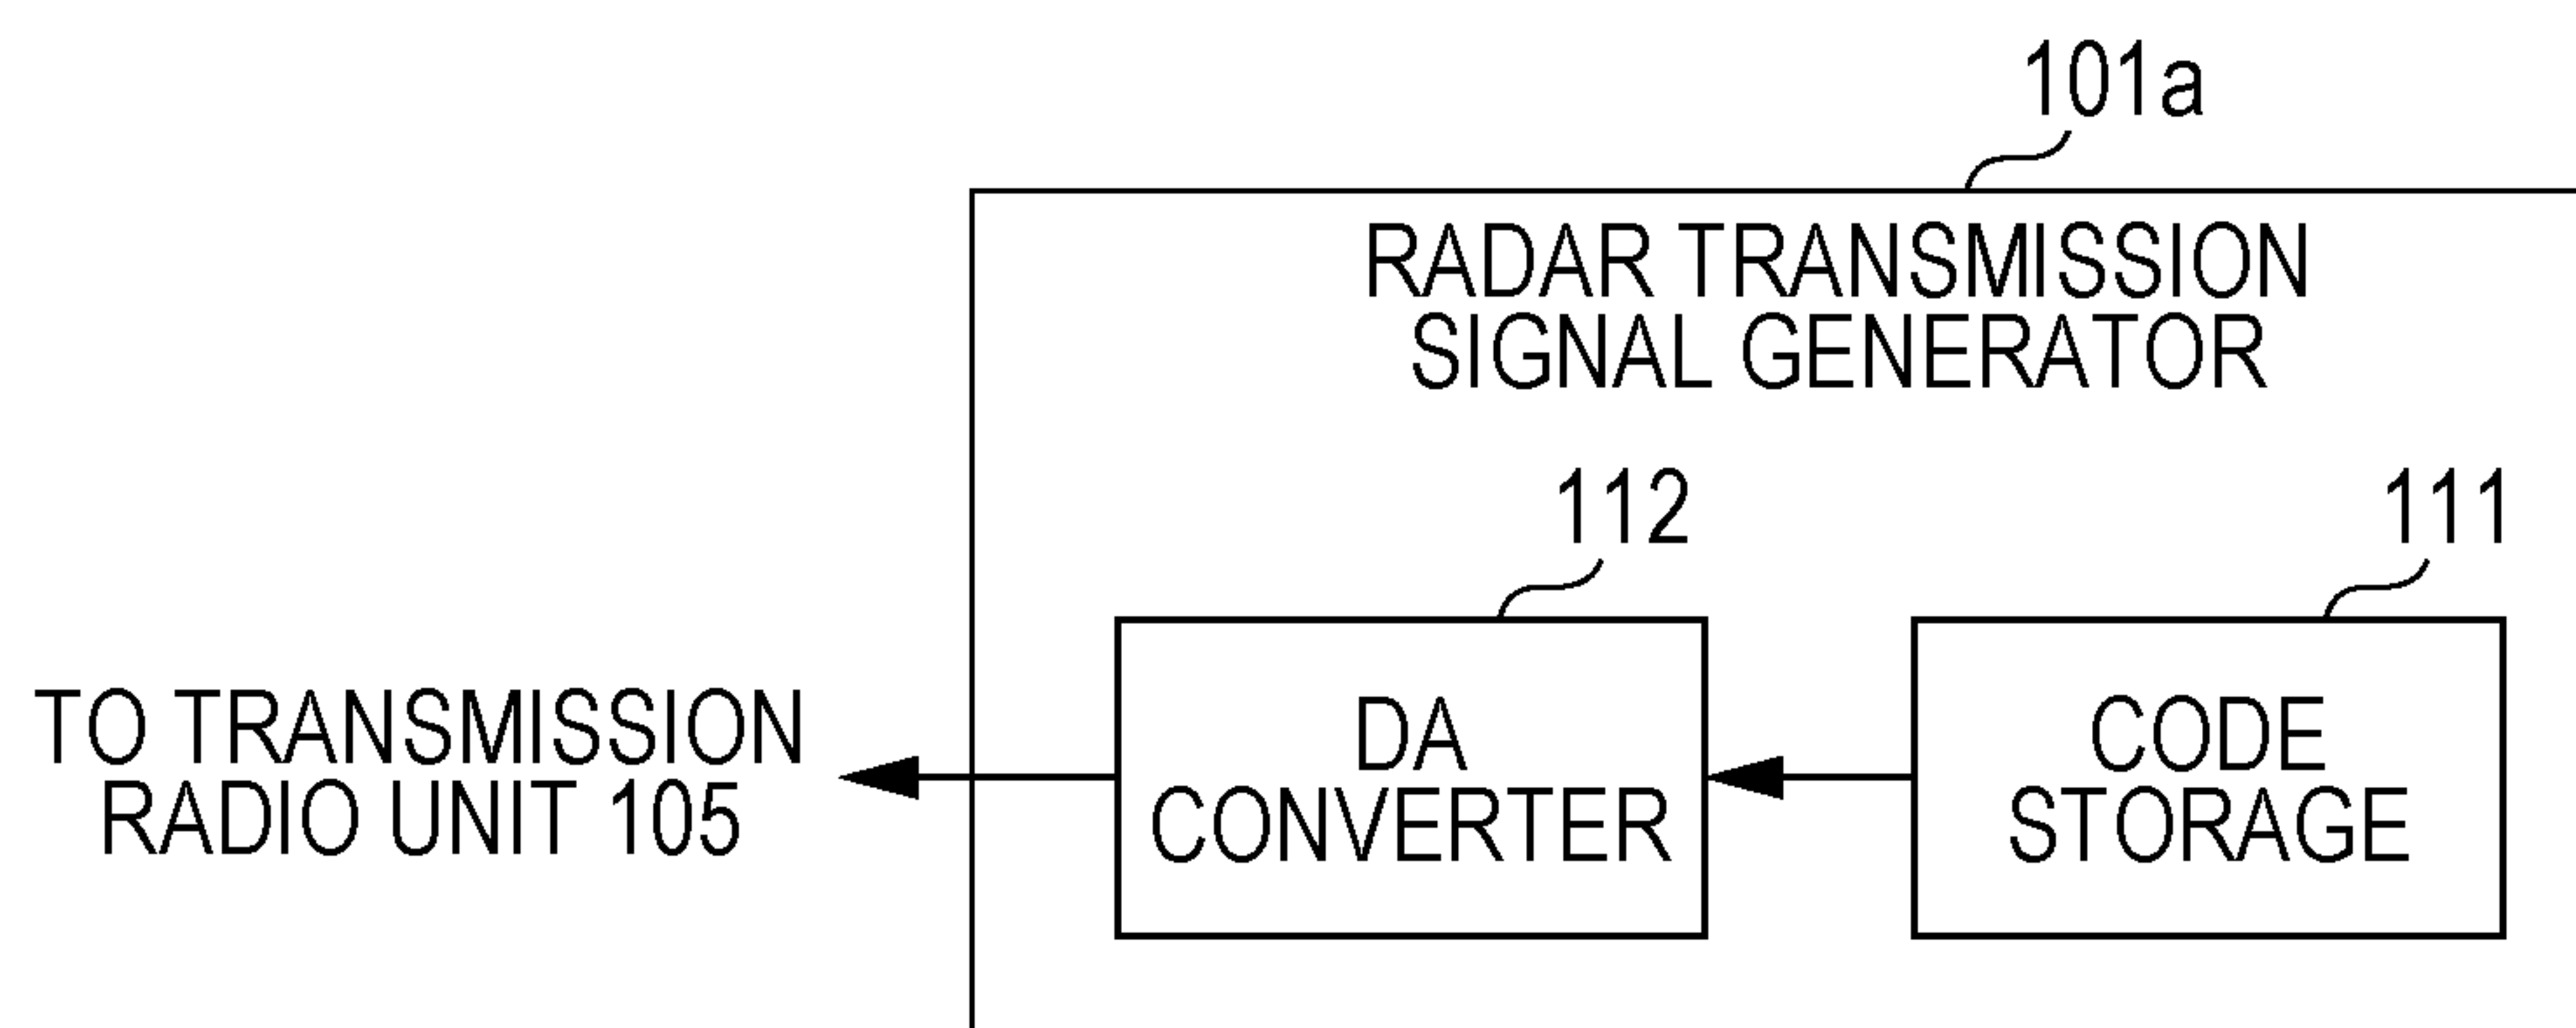 101a
RADAR TRANSMISSION
SIGNAL GENERATOR
112
111
TO TRANSMISSION
RADIO UNIT 105
DA
CONVERTER
CODE
STORAGE